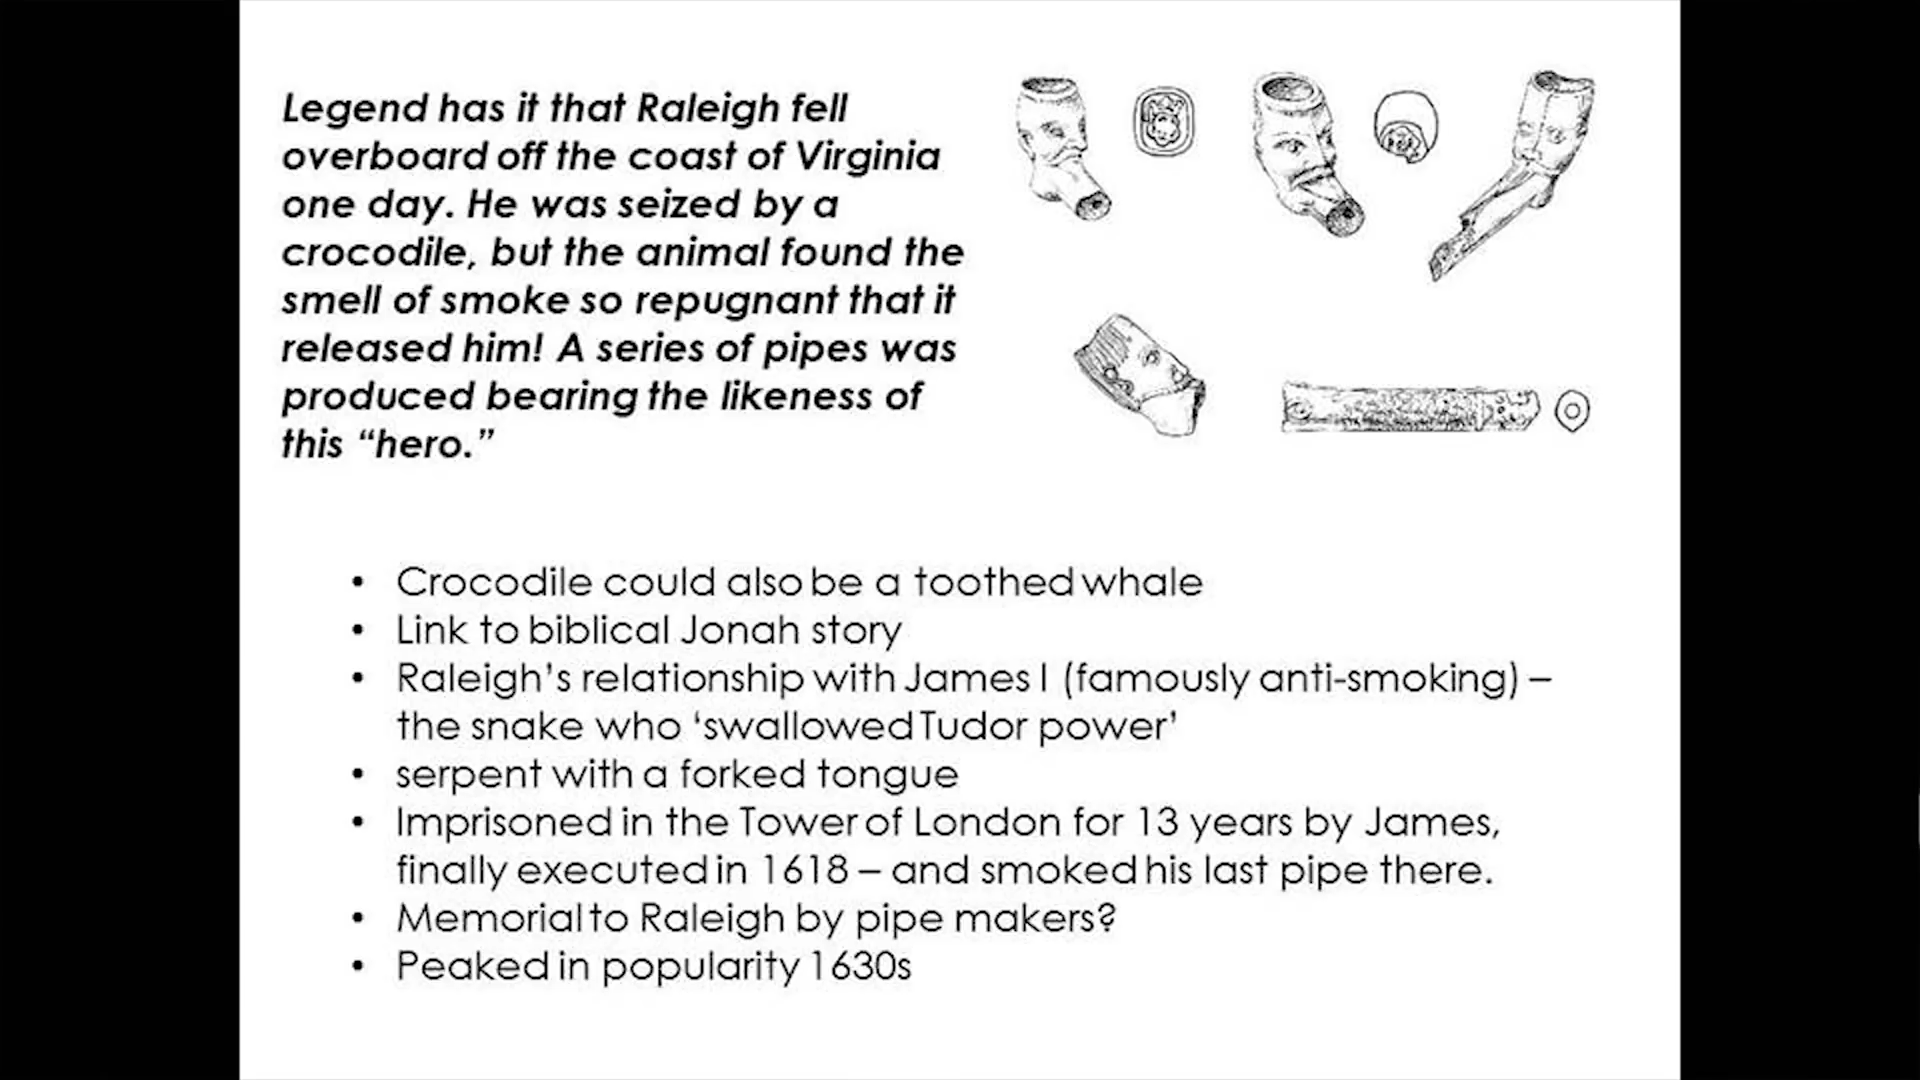 Legend has it that Raleigh fell
overboard off the coast of Virginia
one day. He was seized by a
crocodile, but the animal found the
smell of smoke so repugnant that it
released him! A series of pipes was
produced bearing the likeness of
this “hero.”
• Crocodile could also be a toothed whale
• Link to biblical Jonah story
• Raleigh’s relationship with James I (famously anti-smoking) –
the snake who ‘swallowed Tudor power’
• serpent with a forked tongue
• Imprisoned in the Tower of London for 13 years by James,
finally executed in 1618 – and smoked his last pipe there.
• Memorial to Raleigh by pipe makers?
• Peaked in popularity 1630s